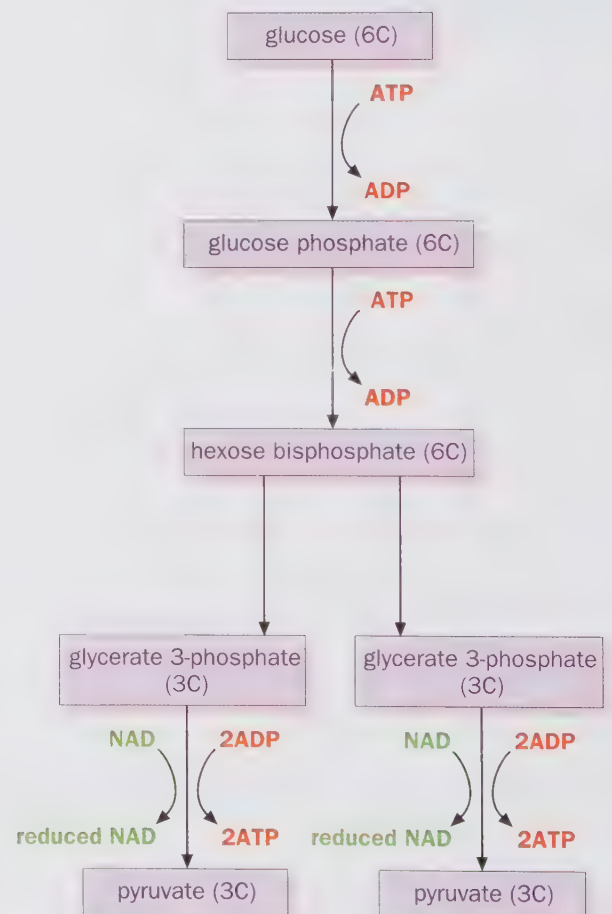 glucose (6C)
ATP
ADP
glucose phosphate (6C)
ATP
ADP
hexose bisphosphate (6C)
glycerate 3-phosphate
(3C)
glycerate 3-phosphate
(3C)
NAD
2ADP
NAD
2ADP
reduced NAD
2ATP
reduced NAD
2ATP
pyruvate (3C)
pyruvate (3C)